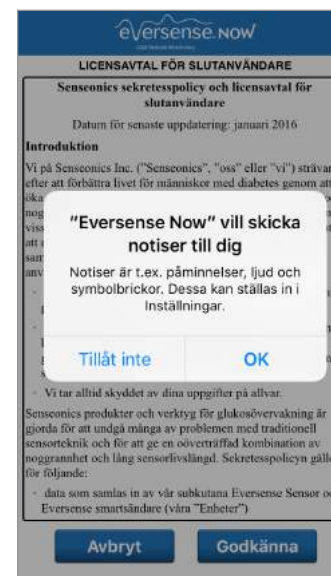 eversense NOW
LICENSAVTAL FÖR SLUTANVÄNDARE
Senseonics sekretesspolicy och licensavtal för
slutanvändare
Datum för senaste uppdatering: januari 2016
Introduktion
Vi på Senseonics Inc. ("Senseonics", "oss" eller "vi") strävar
efter att förbättra livet för människor med diabetes genom att
"Eversense Now" vill skicka
notiser till dig
Notiser är t.ex. påminnelser, ljud och
symbolbrickor. Dessa kan ställas in i
Inställningar.
Tillåt inte
OK
- Vi tar alltid skyddet av dina uppgifter på allvar.
Senseonics produkter och verktyg för glukosövervakning är
gjorda för att undgå många av problemen med traditionell
sensorteknik och för att ge en oöverträffad kombination av
noggrannhet och lång sensorlivslängd. Sekretesspolicyn gäller
för följande:
- data som samlas in av vår subkutana Eversense Sensor oc
Eversense smartsändare (våra "Enheter")
Avbryt
Godkänna